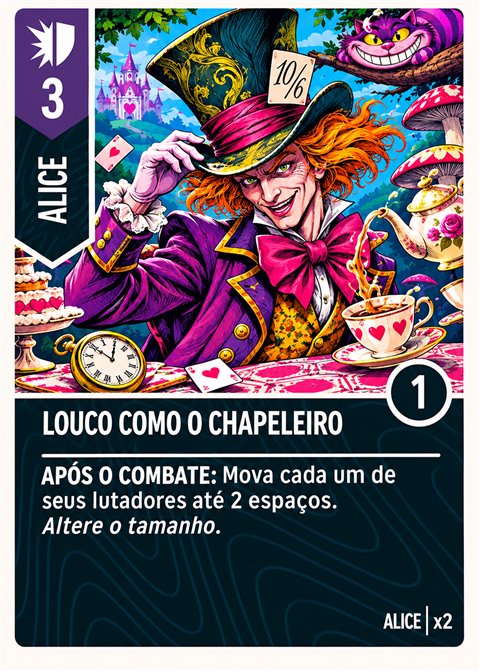 3
ALICE
10/6
1
LOUCO COMO O CHAPELEIRO
APÓS O COMBATE: Mova cada um de
seus lutadores até 2 espaços.
Altere o tamanho.
ALICE | x2